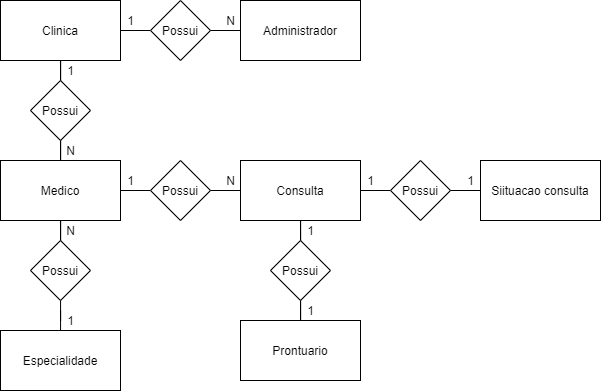 Clinica
1
Possui
N
Administrador
1
Possui
N
Medico
1
Possui
N
Consulta
1
Possui
1
Siituacao consulta
N
Possui
1
Especialidade
1
Possui
1
Prontuario